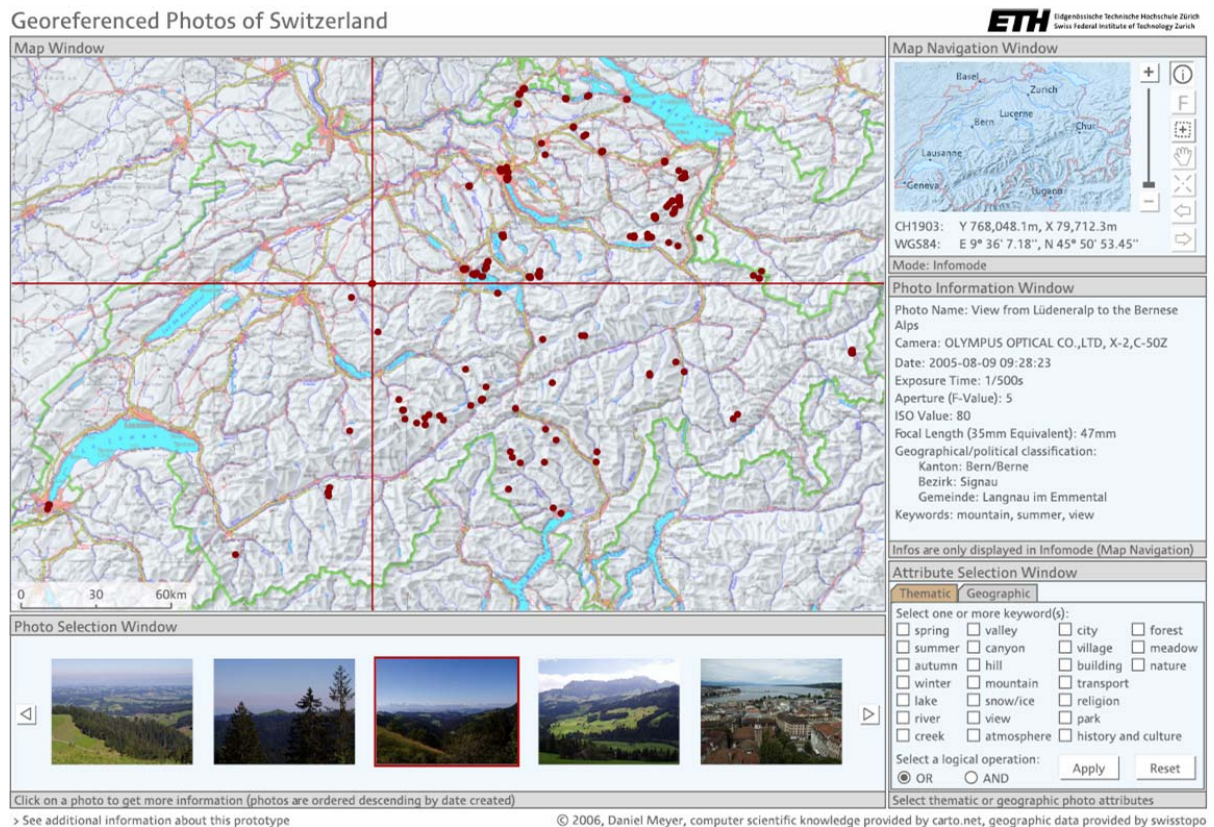 Georeferenced Photos of Switzerland
ETH Eidgenössische Technische Hochschule Zürich
Swiss Federal Institute of Technology Zurich
Map Window
0 30 60km
Map Navigation Window
Basel
Zurich
Lucerne
Bern
Chur
Lausanne
Geneva
Lugano
+
−
i
F
CH1903: Y 768,048.1m, X 79,712.3m
WGS84: E 9° 36' 7.18'', N 45° 50' 53.45''
Mode: Infomode
Photo Information Window
Photo Name: View from Lüdeneralp to the Bernese
Alps
Camera: OLYMPUS OPTICAL CO.,LTD, X-2,C-50Z
Date: 2005-08-09 09:28:23
Exposure Time: 1/500s
Aperture (F-Value): 5
ISO Value: 80
Focal Length (35mm Equivalent): 47mm
Geographical/political classification:
Kanton: Bern/Berne
Bezirk: Signau
Gemeinde: Langnau im Emmental
Keywords: mountain, summer, view
Infos are only displayed in Infomode (Map Navigation)
Attribute Selection Window
Thematic Geographic
Select one or more keyword(s):
spring valley city forest
summer canyon village meadow
autumn hill building nature
winter mountain transport
lake snow/ice religion
river view park
creek atmosphere history and culture
Select a logical operation:
OR AND Apply Reset
Select thematic or geographic photo attributes
Photo Selection Window
Click on a photo to get more information (photos are ordered descending by date created)
> See additional information about this prototype
© 2006, Daniel Meyer, computer scientific knowledge provided by carto.net, geographic data provided by swisstopo